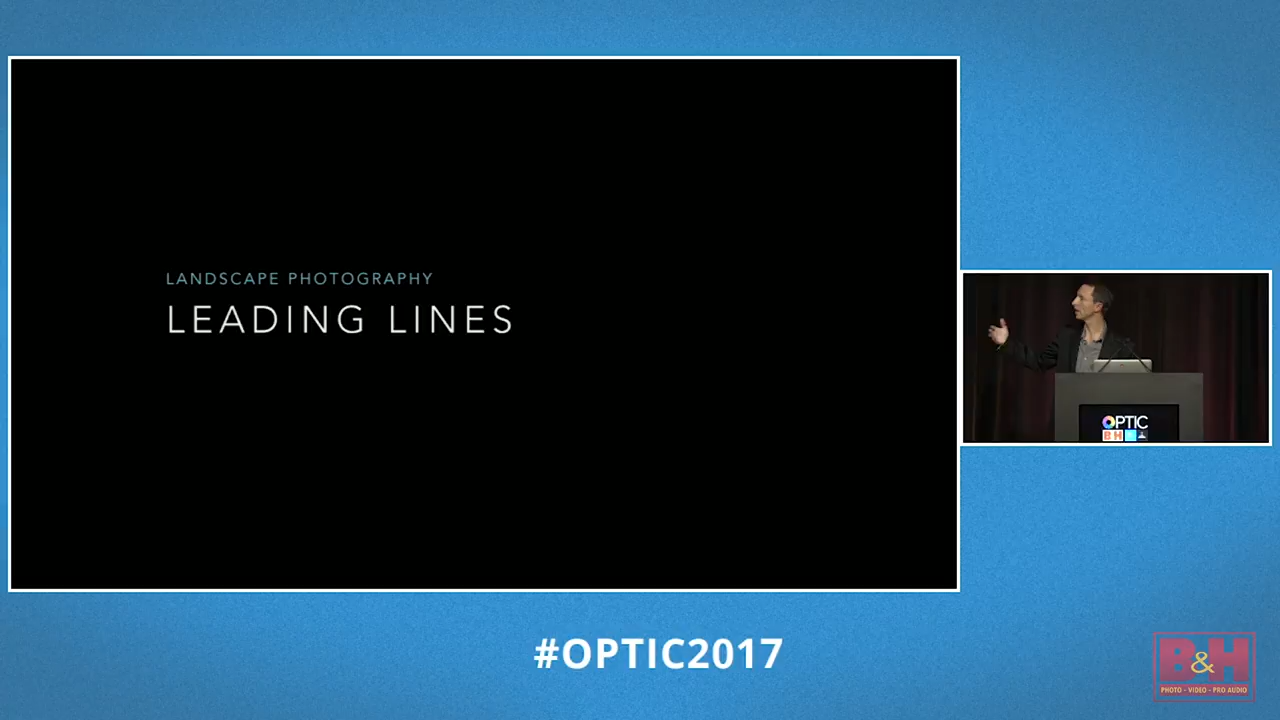 LANDSCAPE PHOTOGRAPHY
LEADING LINES
OPTIC
B H
#OPTIC2017
B&H
PHOTO - VIDEO - PRO AUDIO